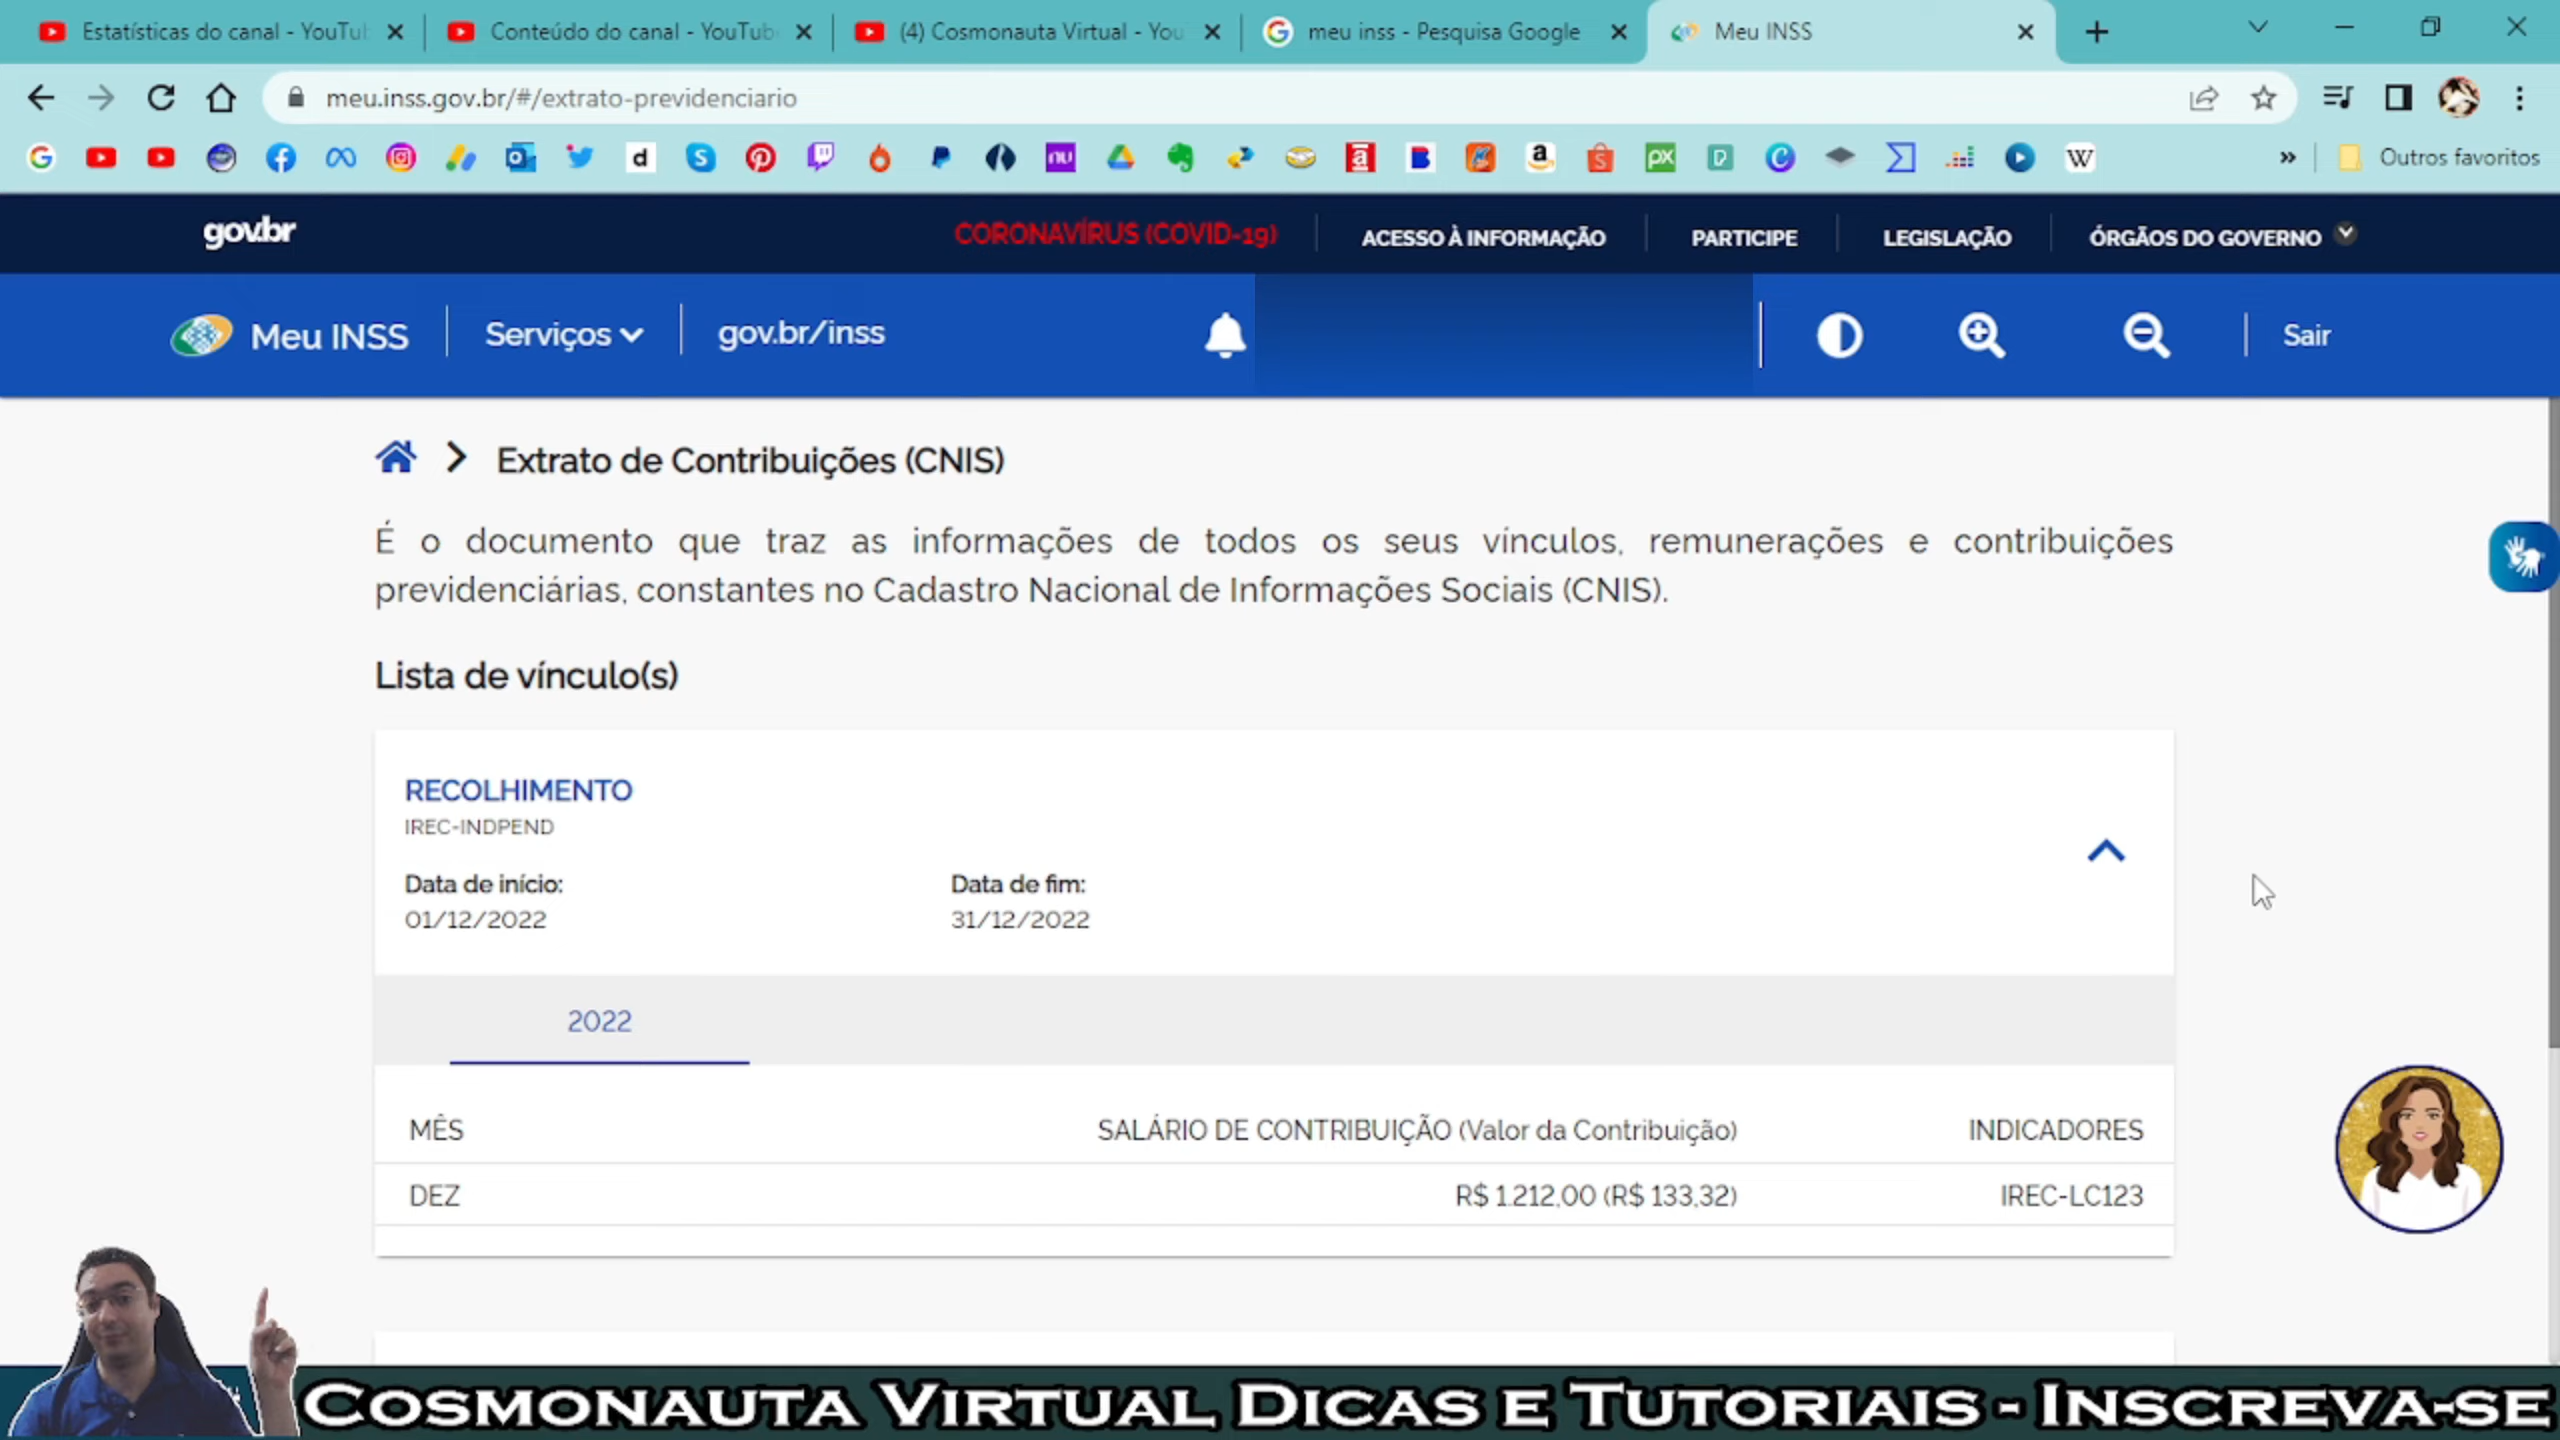 Estatísticas do canal - YouTub
Conteúdo do canal - YouTub
(4) Cosmonauta Virtual - You
meu inss - Pesquisa Google
Meu INSS
meu.inss.gov.br/#/extrato-previdenciario
Outros favoritos
gov.br
CORONAVÍRUS (COVID-19)
ACESSO À INFORMAÇÃO
PARTICIPE
LEGISLAÇÃO
ÓRGÃOS DO GOVERNO
Meu INSS
Serviços
gov.br/inss
Sair
Extrato de Contribuições (CNIS)
É o documento que traz as informações de todos os seus vínculos, remunerações e contribuições
previdenciárias, constantes no Cadastro Nacional de Informações Sociais (CNIS).
Lista de vínculo(s)
RECOLHIMENTO
IREC-INDPEND
Data de início: Data de fim:
01/12/2022 31/12/2022
2022
MÊS SALÁRIO DE CONTRIBUIÇÃO (Valor da Contribuição) INDICADORES
DEZ R$ 1.212,00 (R$ 133,32) IREC-LC123
Cosmonauta Virtual Dicas e Tutoriais - Inscreva-se